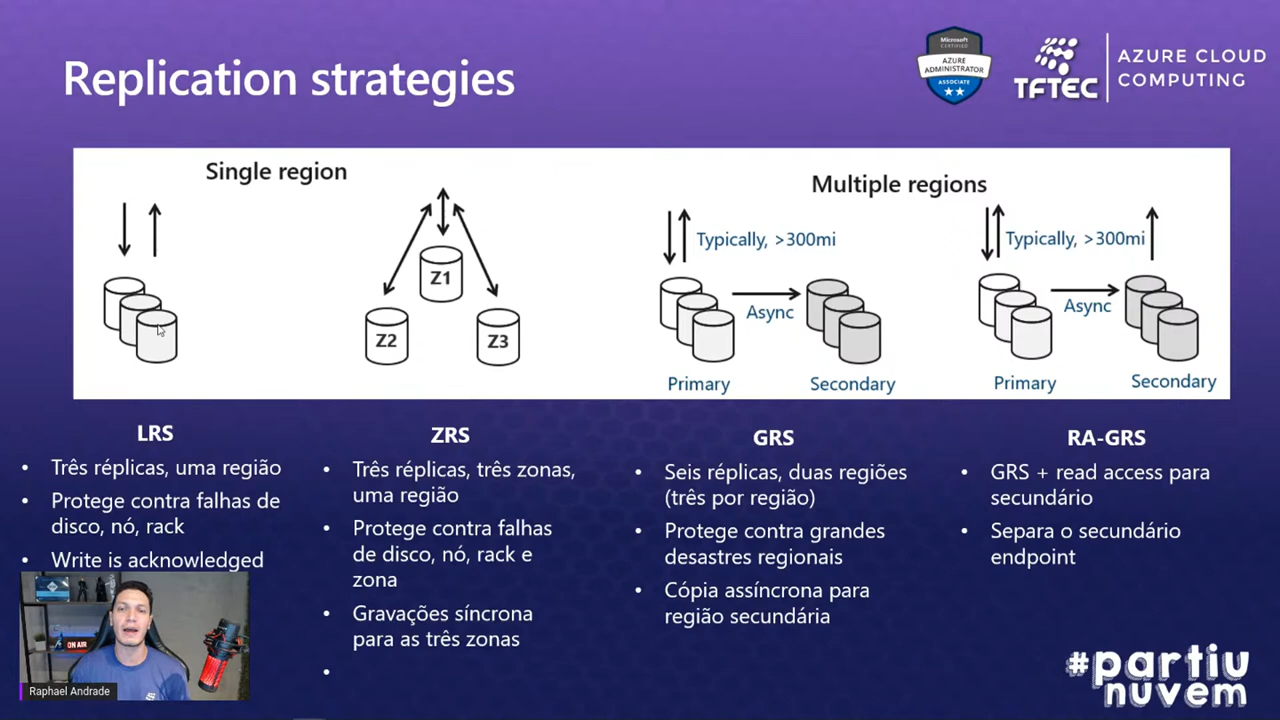 Replication strategies
Microsoft
CERTIFIED
AZURE
ADMINISTRATOR
ASSOCIATE
TFTEC
AZURE CLOUD
COMPUTING
Single region
Z1
Z2
Z3
Multiple regions
Typically, >300mi
Async
Primary
Secondary
Typically, >300mi
Async
Primary
Secondary
LRS
• Três réplicas, uma região
• Protege contra falhas de
disco, nó, rack
• Write is acknowledged
ZRS
• Três réplicas, três zonas,
uma região
• Protege contra falhas
de disco, nó, rack e
zona
• Gravações síncrona
para as três zonas
•
GRS
• Seis réplicas, duas regiões
(três por região)
• Protege contra grandes
desastres regionais
• Cópia assíncrona para
região secundária
RA-GRS
• GRS + read access para
secundário
• Separa o secundário
endpoint
ON AIR
Raphael Andrade
#partiu
nuvem